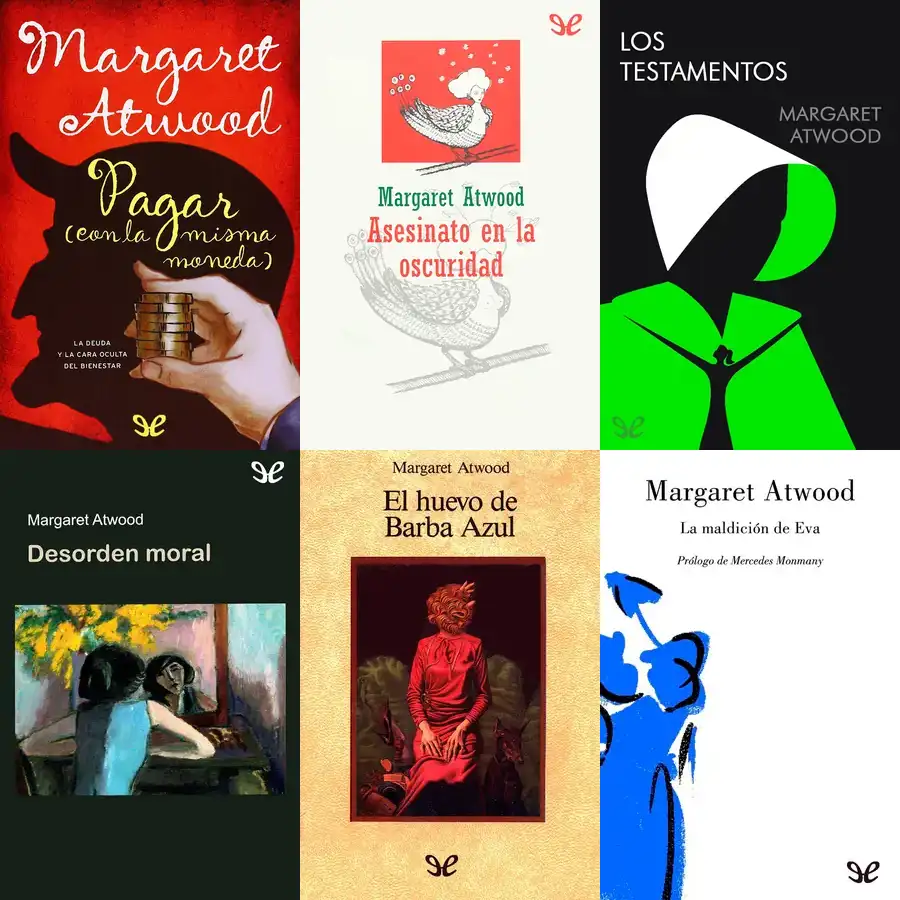 Margaret
Atwood
Pagar
(con la misma
moneda)
LA DEUDA
Y LA CARA OCULTA
DEL BIENESTAR
Margaret Atwood
Asesinato en la
oscuridad
LOS
TESTAMENTOS
MARGARET
ATWOOD
Margaret Atwood
Desorden moral
Margaret Atwood
El huevo de
Barba Azul
Margaret Atwood
La maldición de Eva
Prólogo de Mercedes Monmany